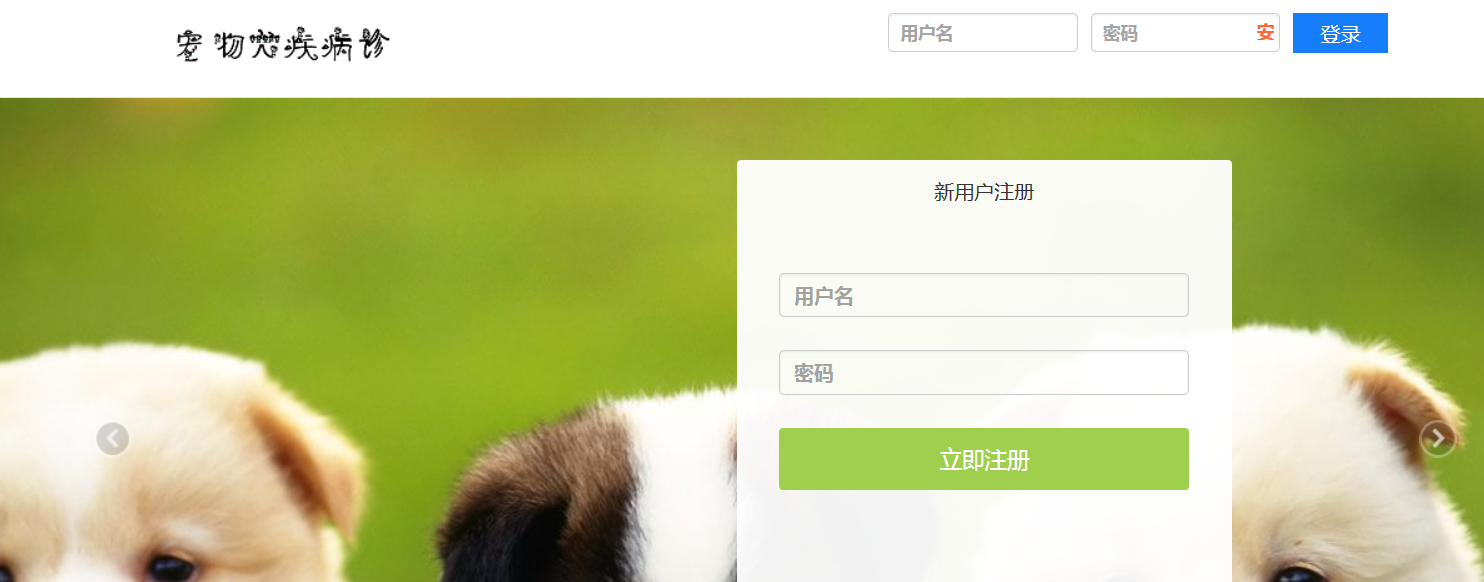 宠物 疾病诊
用户名
密码
安
登录
新用户注册
用户名
密码
立即注册